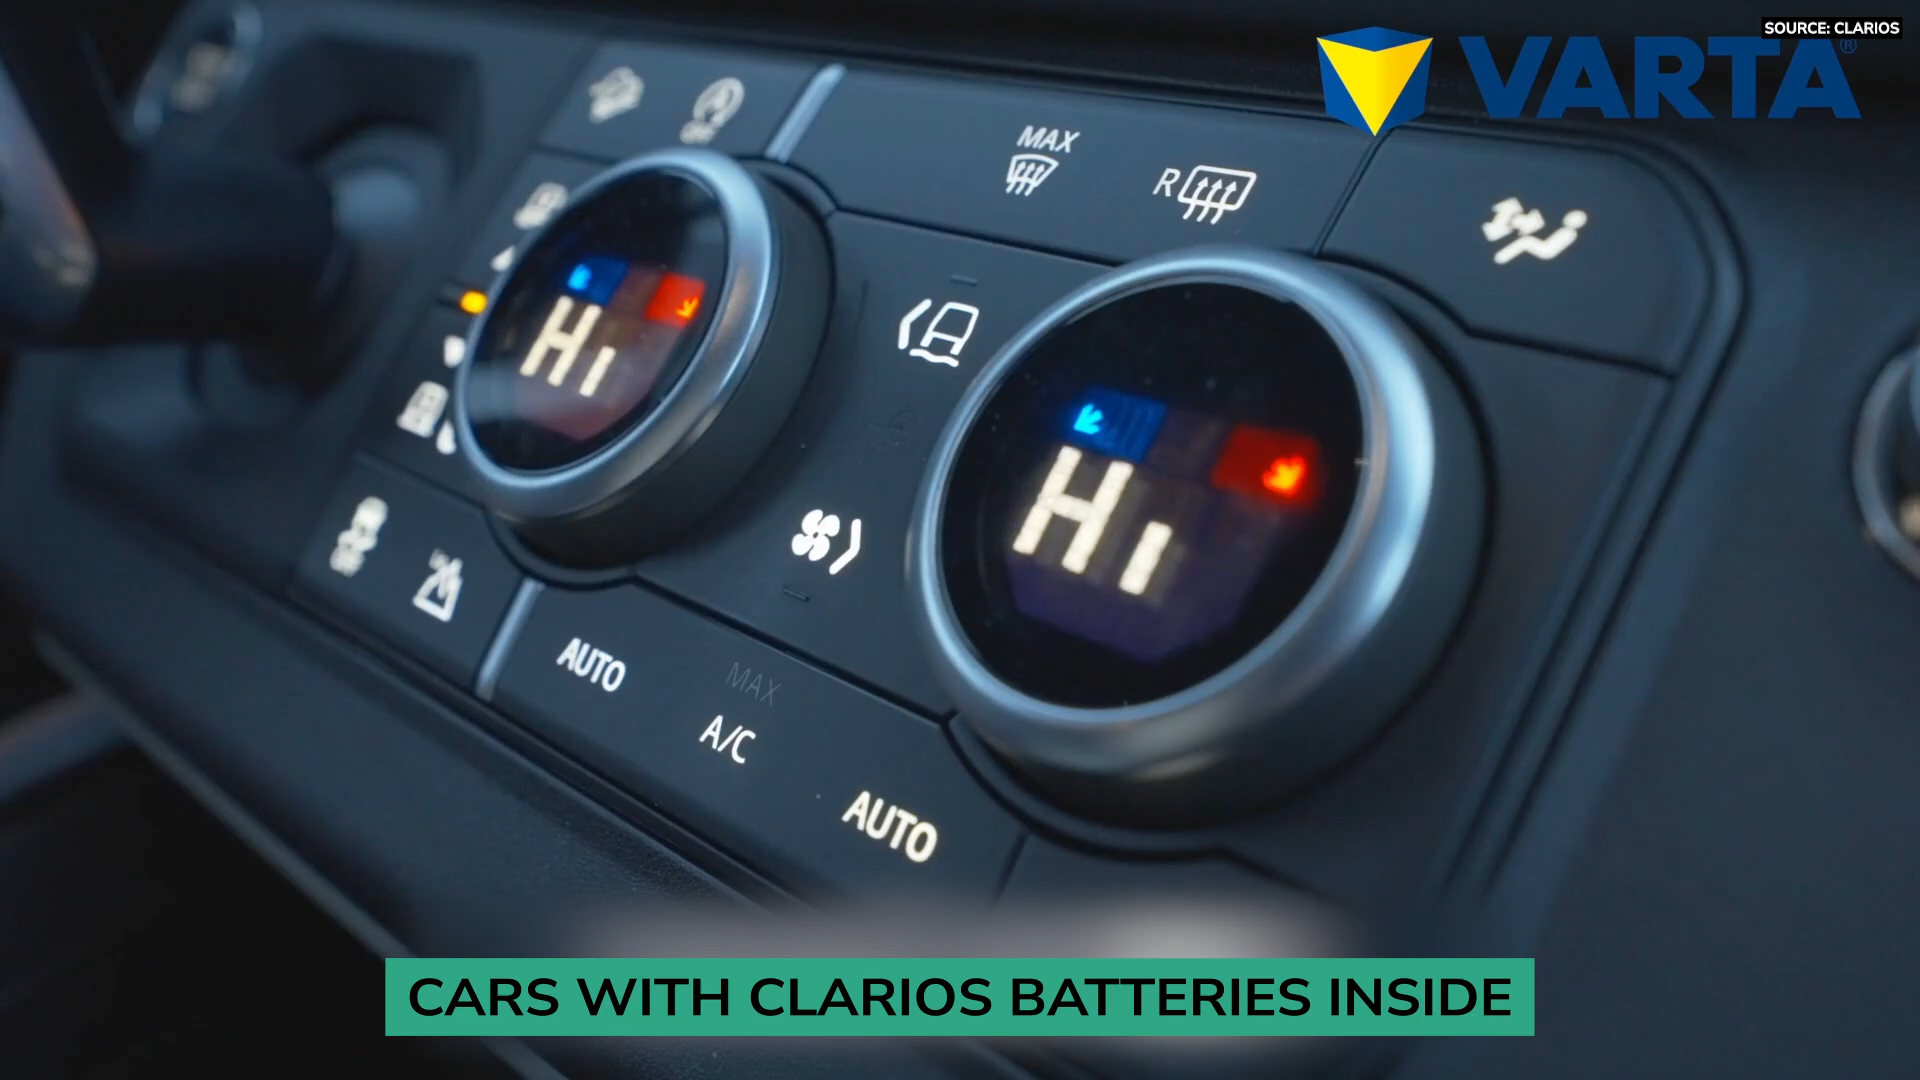 SOURCE: CLARIOS
VARTA®
MAX
R
HI
HI
AUTO
MAX
A/C
AUTO
CARS WITH CLARIOS BATTERIES INSIDE